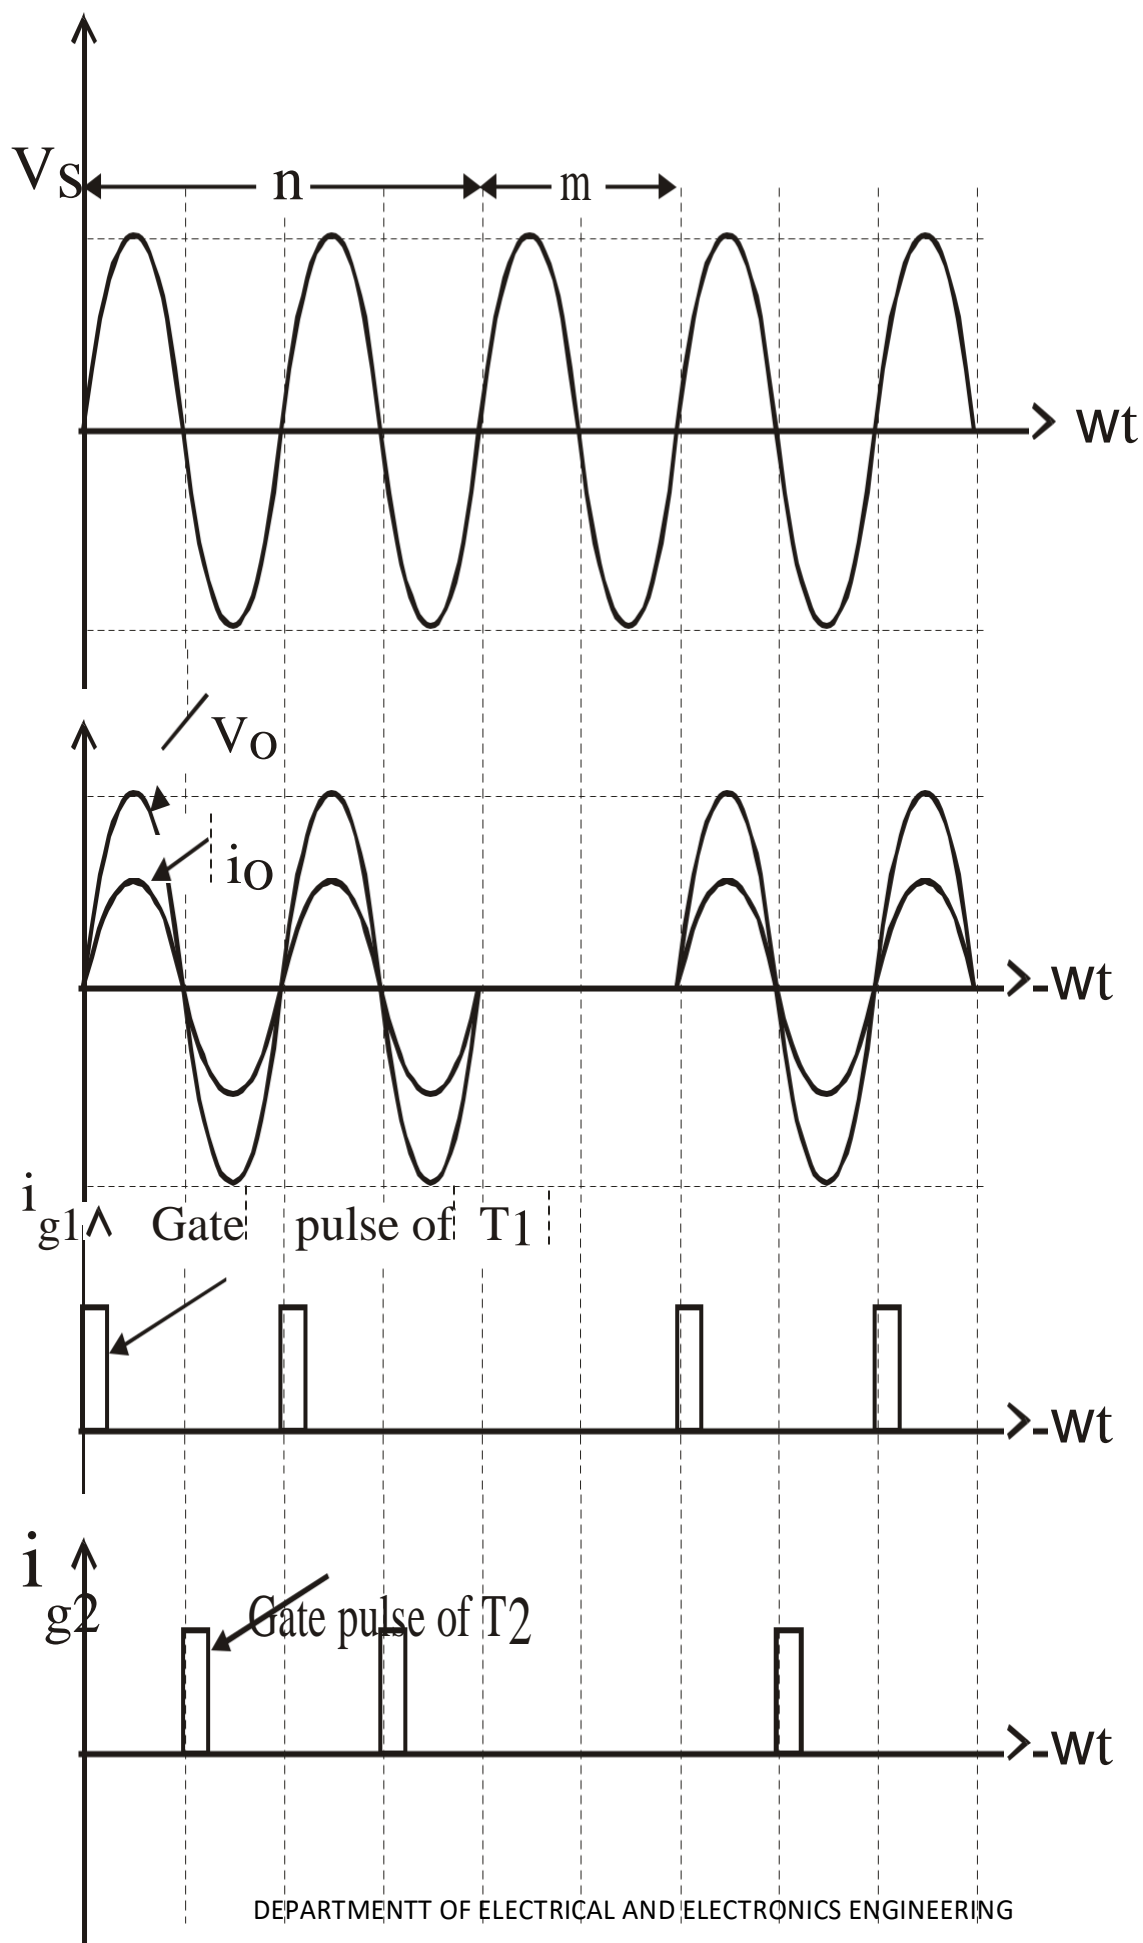 Vs
n m
wt
Vo
io
wt
ig1 Gate pulse of T1
wt
ig2
Gate pulse of T2
wt
DEPARTMENTT OF ELECTRICAL AND ELECTRONICS ENGINEERING